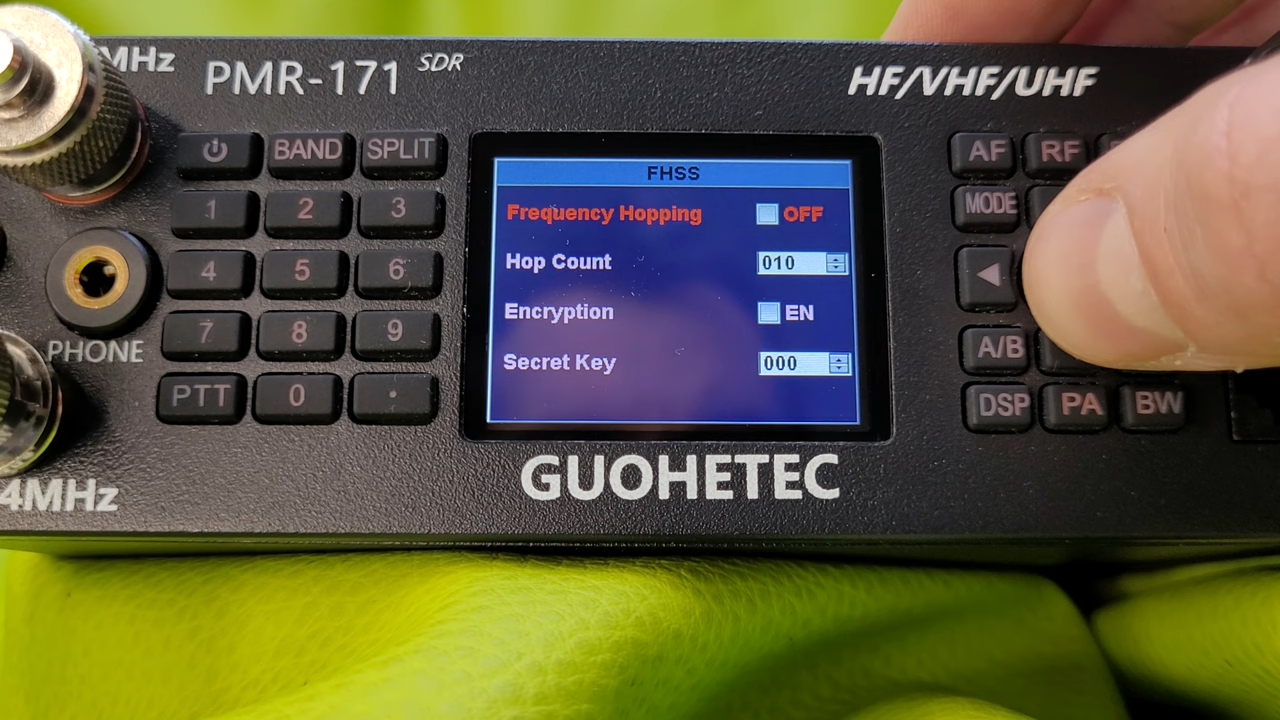 MHz
PMR-171 SDR
HF/VHF/UHF
BAND SPLIT
1 2 3
4 5 6
7 8 9
PTT 0 .
PHONE
4MHz
FHSS
Frequency Hopping OFF
Hop Count 010
Encryption EN
Secret Key 000
GUOHETEC
AF RF
MODE
A/B
DSP PA BW